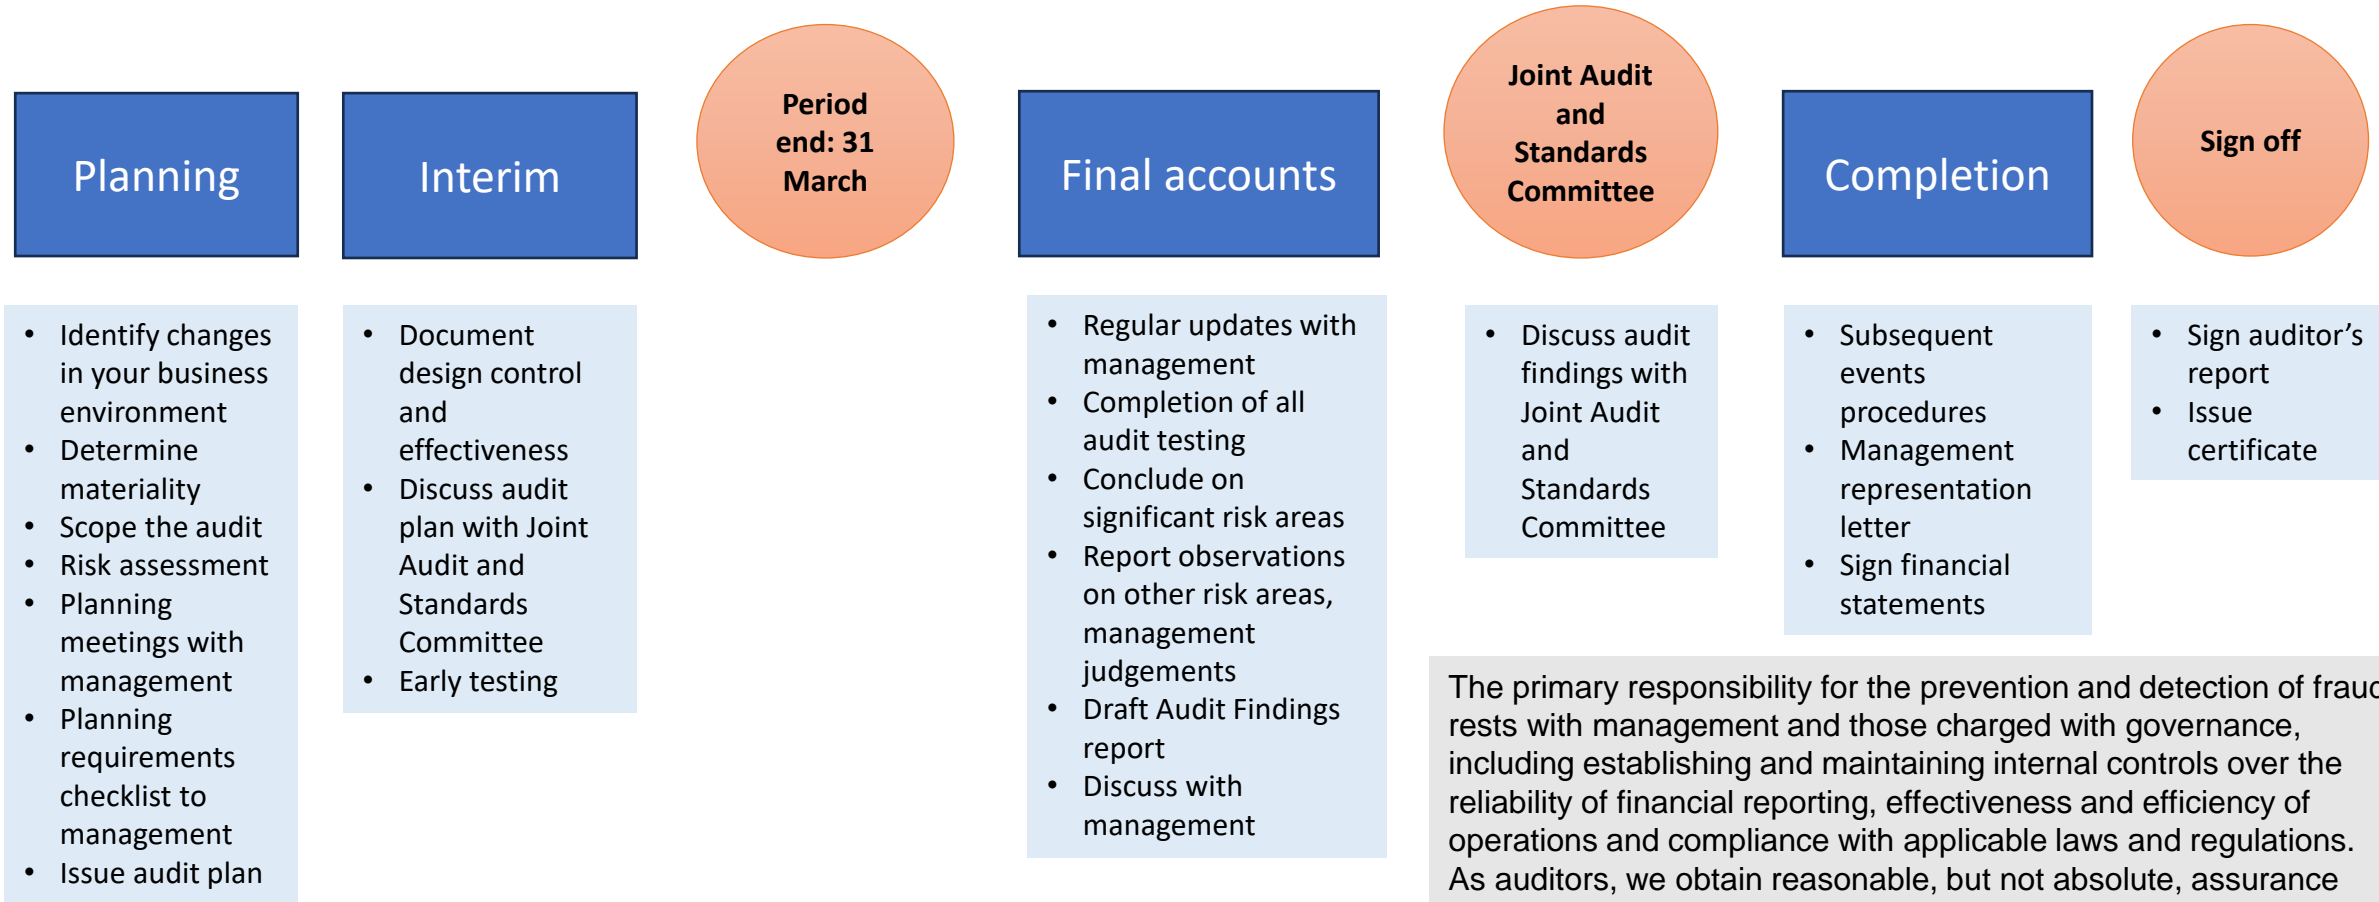 Planning
Interim
Period
end: 31
March
Final accounts
Joint Audit
and
Standards
Committee
Completion
Sign off
• Identify changes
in your business
environment
• Determine
materiality
• Scope the audit
• Risk assessment
• Planning
meetings with
management
• Planning
requirements
checklist to
management
• Issue audit plan
• Document
design control
and
effectiveness
• Discuss audit
plan with Joint
Audit and
Standards
Committee
• Early testing
• Regular updates with
management
• Completion of all
audit testing
• Conclude on
significant risk areas
• Report observations
on other risk areas,
management
judgements
• Draft Audit Findings
report
• Discuss with
management
• Discuss audit
findings with
Joint Audit
and
Standards
Committee
• Subsequent
events
procedures
• Management
representation
letter
• Sign financial
statements
• Sign auditor’s
report
• Issue
certificate
The primary responsibility for the prevention and detection of fraud
rests with management and those charged with governance,
including establishing and maintaining internal controls over the
reliability of financial reporting, effectiveness and efficiency of
operations and compliance with applicable laws and regulations.
As auditors, we obtain reasonable, but not absolute, assurance